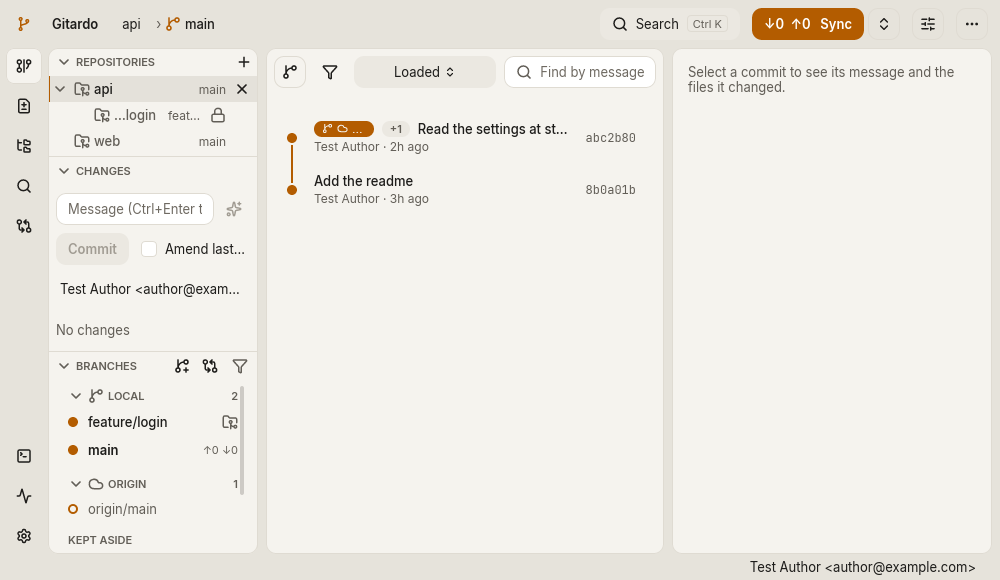 Gitardo api main Search Ctrl K ↓0 ↑0 Sync
REPOSITORIES
api main
...login feat...
web main
CHANGES
Message (Ctrl+Enter t
Commit Amend last...
Test Author <author@exam...
No changes
BRANCHES
LOCAL 2
feature/login
main ↑0 ↓0
ORIGIN 1
origin/main
KEPT ASIDE
Loaded Find by message
... +1 Read the settings at st... abc2b80
Test Author · 2h ago
Add the readme 8b0a01b
Test Author · 3h ago
Select a commit to see its message and the
files it changed.
Test Author <author@example.com>